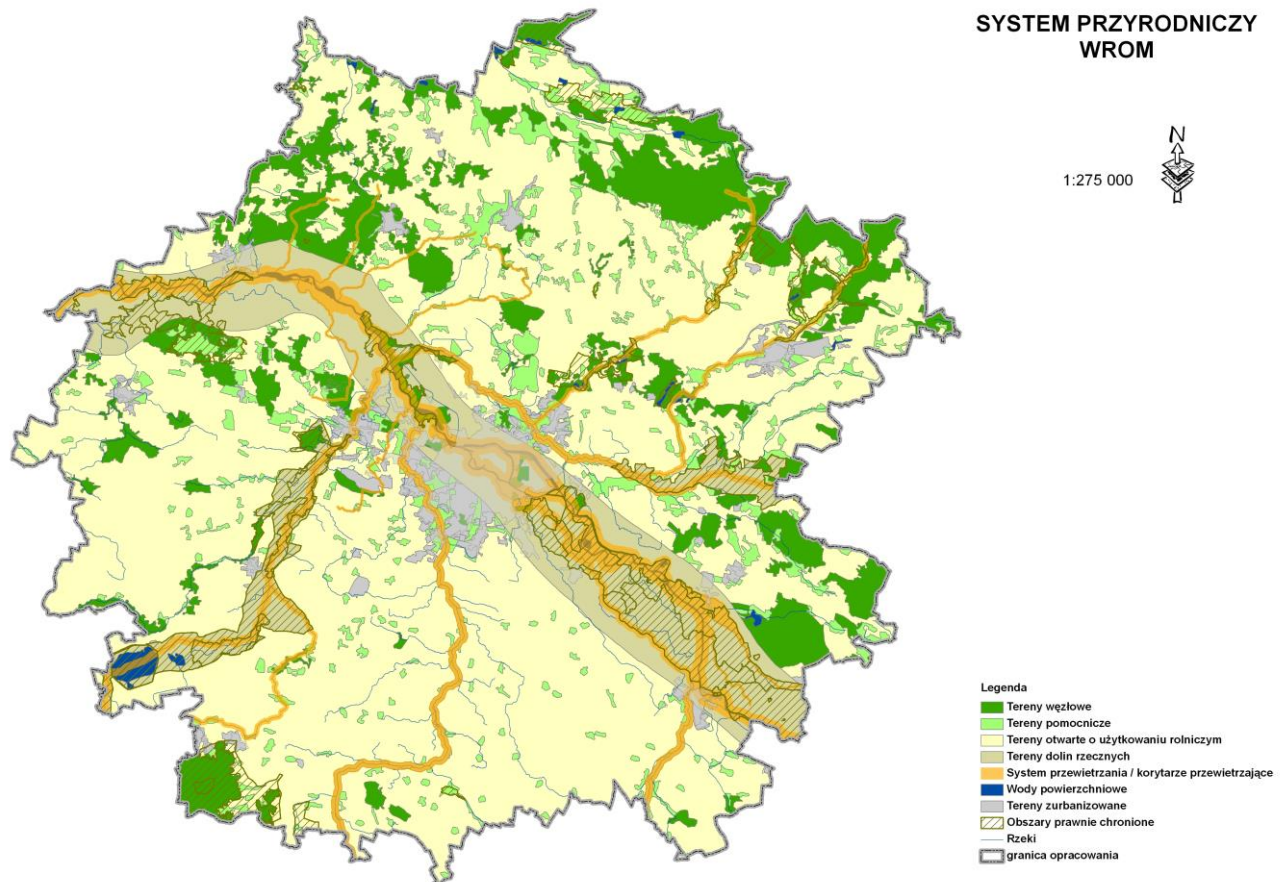 SYSTEM PRZYRODNICZY
WROM
N
1:275 000
Legenda
Tereny węzłowe
Tereny pomocnicze
Tereny otwarte o użytkowaniu rolniczym
Tereny dolin rzecznych
System przewietrzania / korytarze przewietrzające
Wody powierzchniowe
Tereny zurbanizowane
Obszary prawnie chronione
Rzeki
granica opracowania